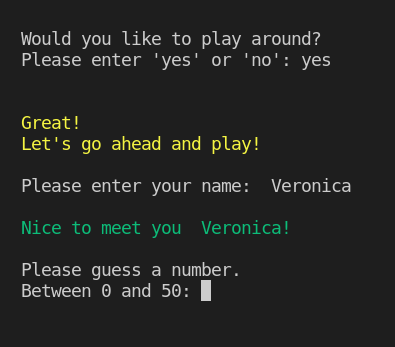 Would you like to play around?
Please enter 'yes' or 'no': yes
Great!
Let's go ahead and play!
Please enter your name:  Veronica
Nice to meet you  Veronica!
Please guess a number.
Between 0 and 50: